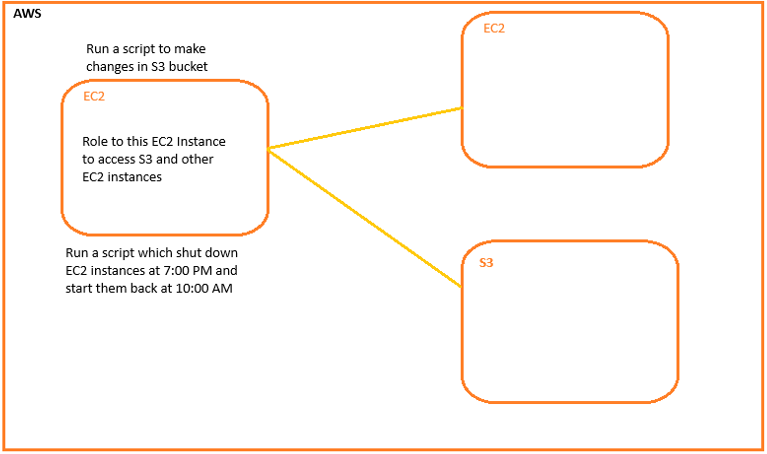 AWS
Run a script to make
changes in S3 bucket
EC2
Role to this EC2 Instance
to access S3 and other
EC2 instances
Run a script which shut down
EC2 instances at 7:00 PM and
start them back at 10:00 AM
EC2
S3